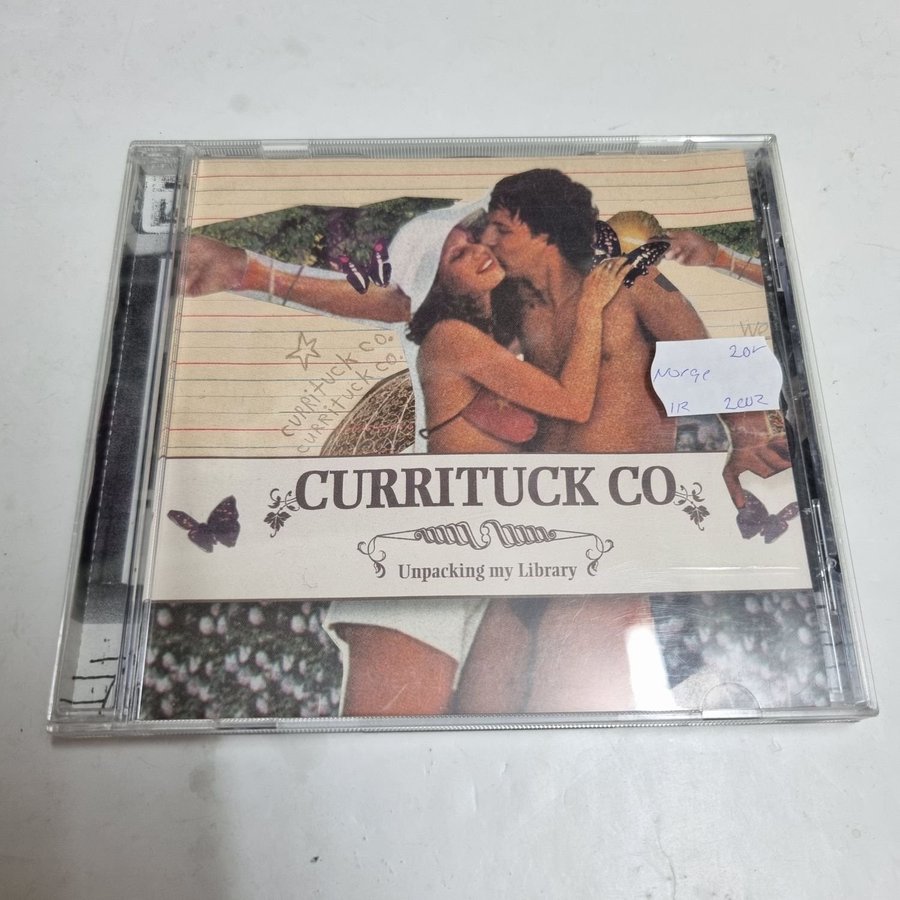 CURRITUCK CO.
CURRITUCK CO.
We
20kr
Norge
1R 2002
CURRITUCK CO.
Unpacking my Library